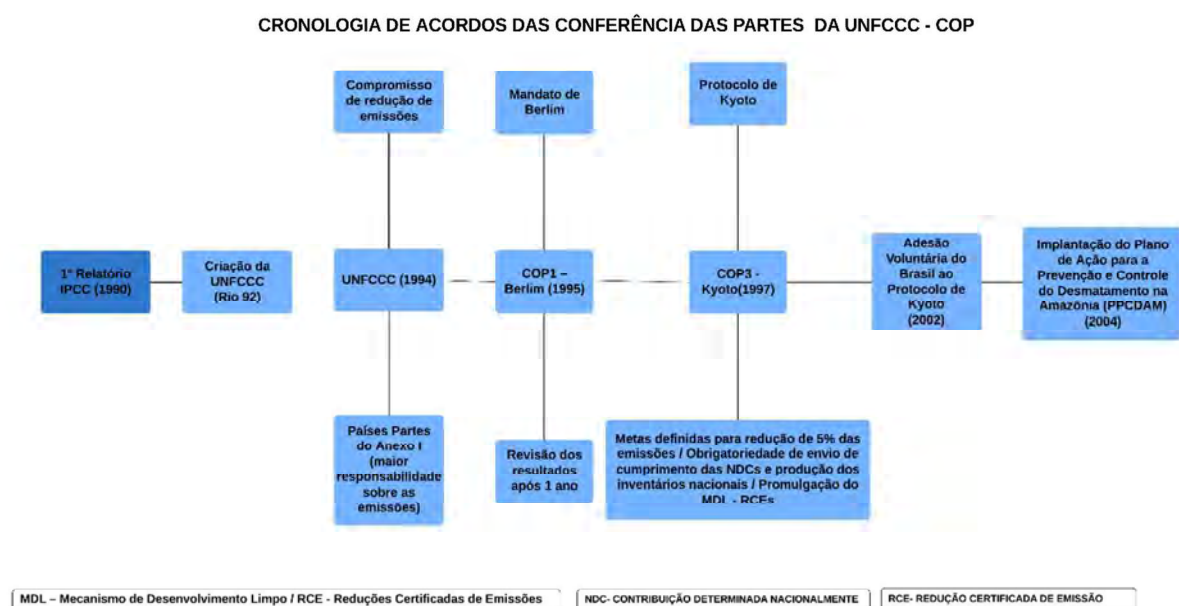 CRONOLOGIA DE ACORDOS DAS CONFERÊNCIA DAS PARTES DA UNFCCC - COP
Compromisso
de redução de
emissões
Mandato de
Berlim
Protocolo de
Kyoto
1º Relatório
IPCC (1990)
Criação da
UNFCCC
(Rio 92)
UNFCCC (1994)
COP1 –
Berlim (1995)
COP3 -
Kyoto(1997)
Adesão
Voluntária do
Brasil ao
Protocolo de
Kyoto
(2002)
Implantação do Plano
de Ação para a
Prevenção e Controle
do Desmatamento na
Amazônia (PPCDAM)
(2004)
Países Partes
do Anexo I
(maior
responsabilidade
sobre as
emissões)
Revisão dos
resultados
após 1 ano
Metas definidas para redução de 5% das
emissões / Obrigatoriedade de envio de
cumprimento das NDCs e produção dos
inventários nacionais / Promulgação do
MDL - RCEs
MDL – Mecanismo de Desenvolvimento Limpo / RCE - Reduções Certificadas de Emissões
NDC- CONTRIBUIÇÃO DETERMINADA NACIONALMENTE
RCE- REDUÇÃO CERTIFICADA DE EMISSÃO